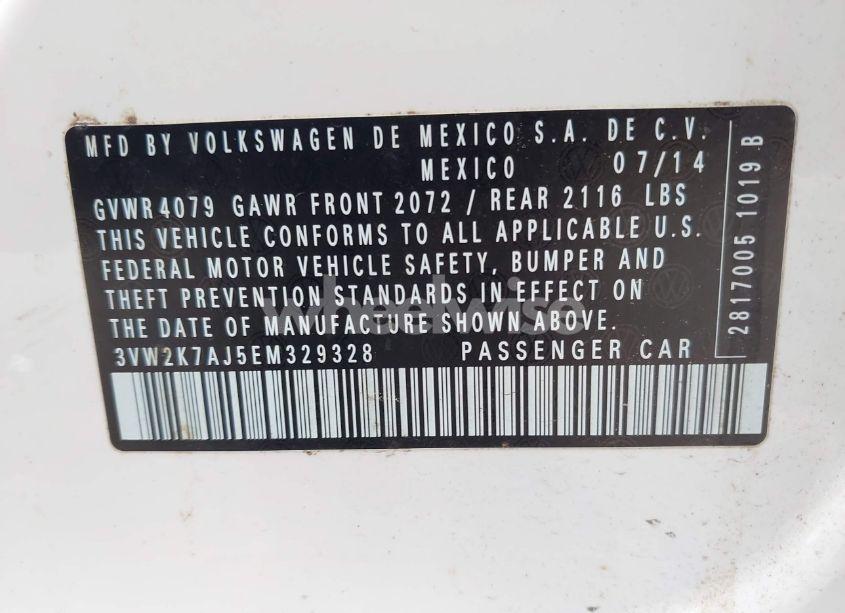 MFD BY VOLKSWAGEN DE MEXICO S.A. DE C.V.
MEXICO 07/14
GVWR4079 GAWR FRONT 2072 / REAR 2116 LBS
THIS VEHICLE CONFORMS TO ALL APPLICABLE U.S.
FEDERAL MOTOR VEHICLE SAFETY, BUMPER AND
THEFT PREVENTION STANDARDS IN EFFECT ON
THE DATE OF MANUFACTURE SHOWN ABOVE.
3VW2K7AJ5EM329328 PASSENGER CAR
2817005 1019 B
wheelwise